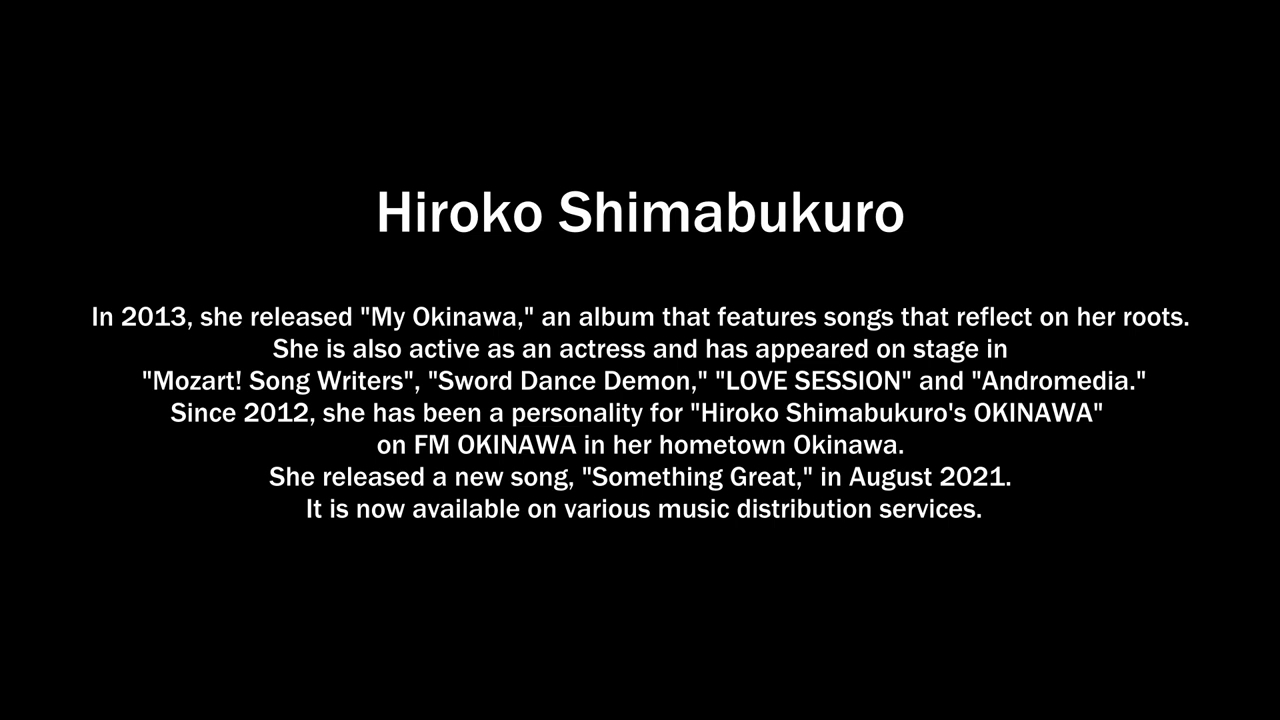 Hiroko Shimabukuro
In 2013, she released "My Okinawa," an album that features songs that reflect on her roots.
She is also active as an actress and has appeared on stage in
"Mozart! Song Writers", "Sword Dance Demon," "LOVE SESSION" and "Andromedia."
Since 2012, she has been a personality for "Hiroko Shimabukuro's OKINAWA"
on FM OKINAWA in her hometown Okinawa.
She released a new song, "Something Great," in August 2021.
It is now available on various music distribution services.